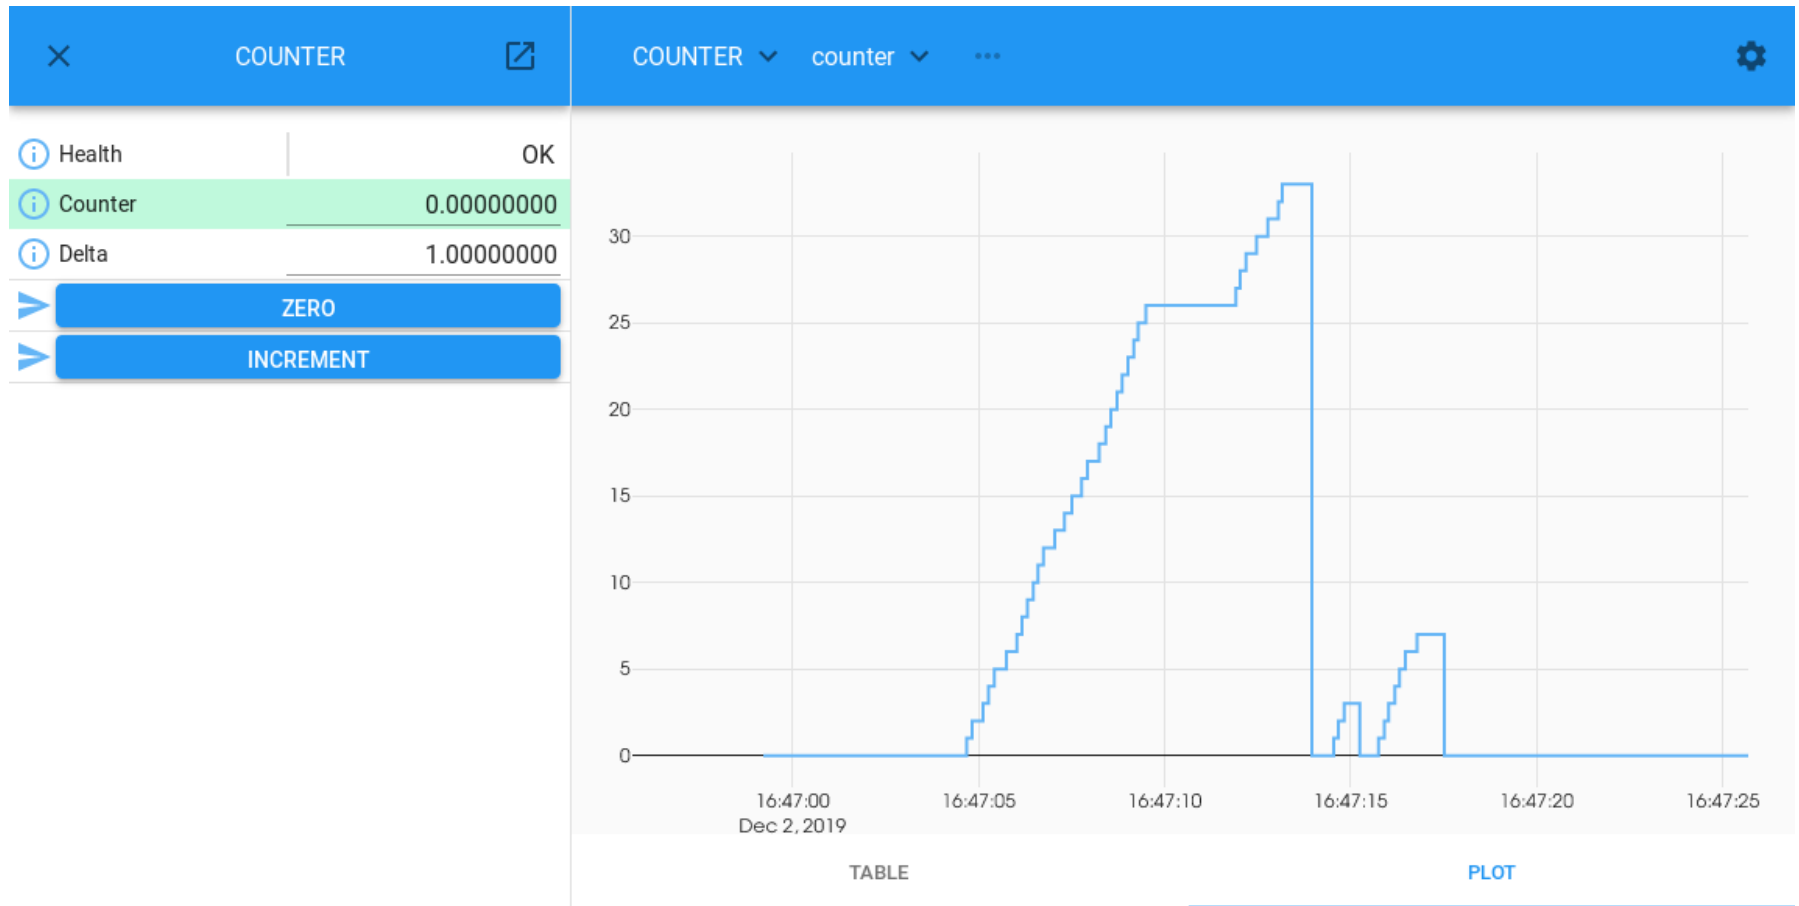 COUNTER
COUNTER counter ...
Health OK
Counter 0.00000000
Delta 1.00000000
ZERO
INCREMENT
30
25
20
15
10
5
0
16:47:00 16:47:05 16:47:10 16:47:15 16:47:20 16:47:25
Dec 2, 2019
TABLE PLOT